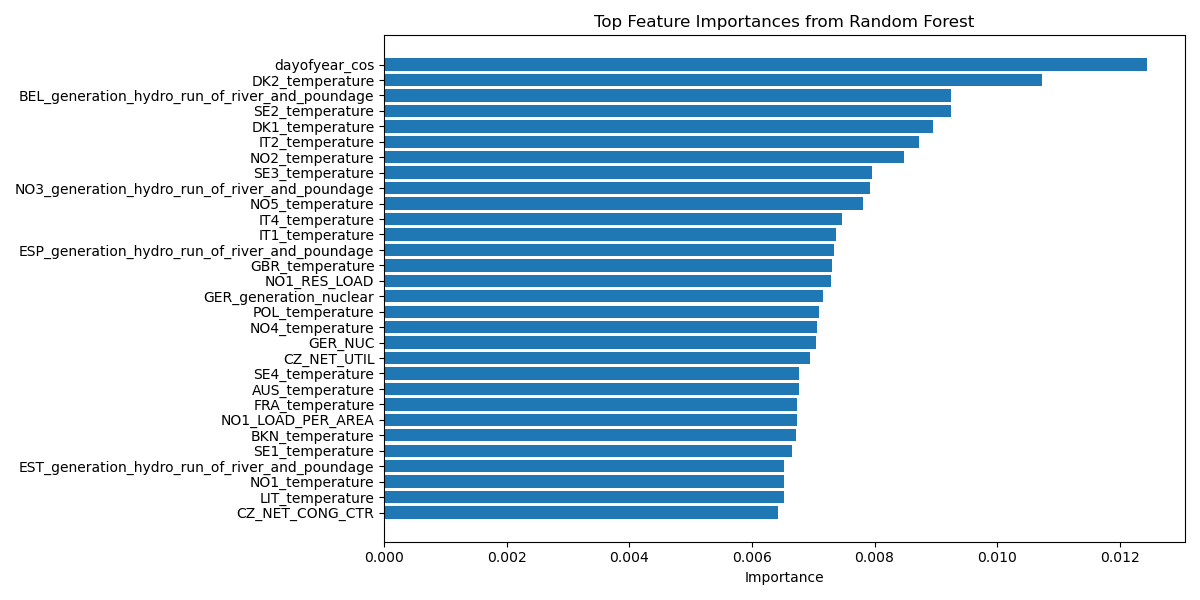 Top Feature Importances from Random Forest
dayofyear_cos
DK2_temperature
BEL_generation_hydro_run_of_river_and_poundage
SE2_temperature
DK1_temperature
IT2_temperature
NO2_temperature
SE3_temperature
NO3_generation_hydro_run_of_river_and_poundage
NO5_temperature
IT4_temperature
IT1_temperature
ESP_generation_hydro_run_of_river_and_poundage
GBR_temperature
NO1_RES_LOAD
GER_generation_nuclear
POL_temperature
NO4_temperature
GER_NUC
CZ_NET_UTIL
SE4_temperature
AUS_temperature
FRA_temperature
NO1_LOAD_PER_AREA
BKN_temperature
SE1_temperature
EST_generation_hydro_run_of_river_and_poundage
NO1_temperature
LIT_temperature
CZ_NET_CONG_CTR
0.000 0.002 0.004 0.006 0.008 0.010 0.012
Importance